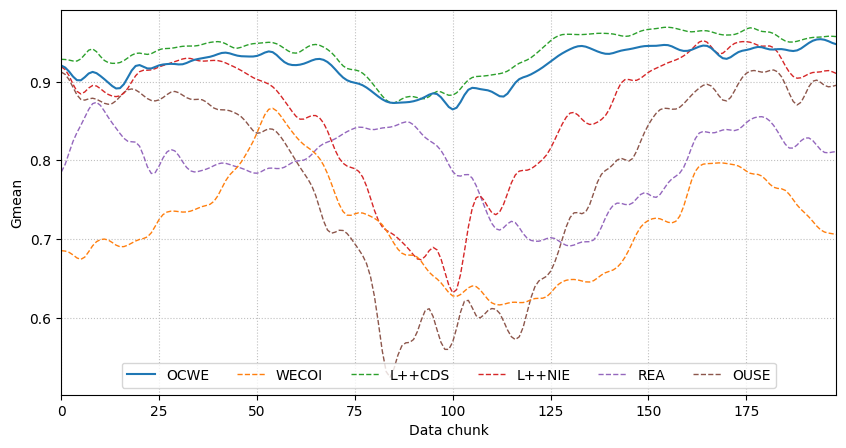 Gmean
0.9
0.8
0.7
0.6
OCWE WECOI L++CDS L++NIE REA OUSE
0 25 50 75 100 125 150 175
Data chunk